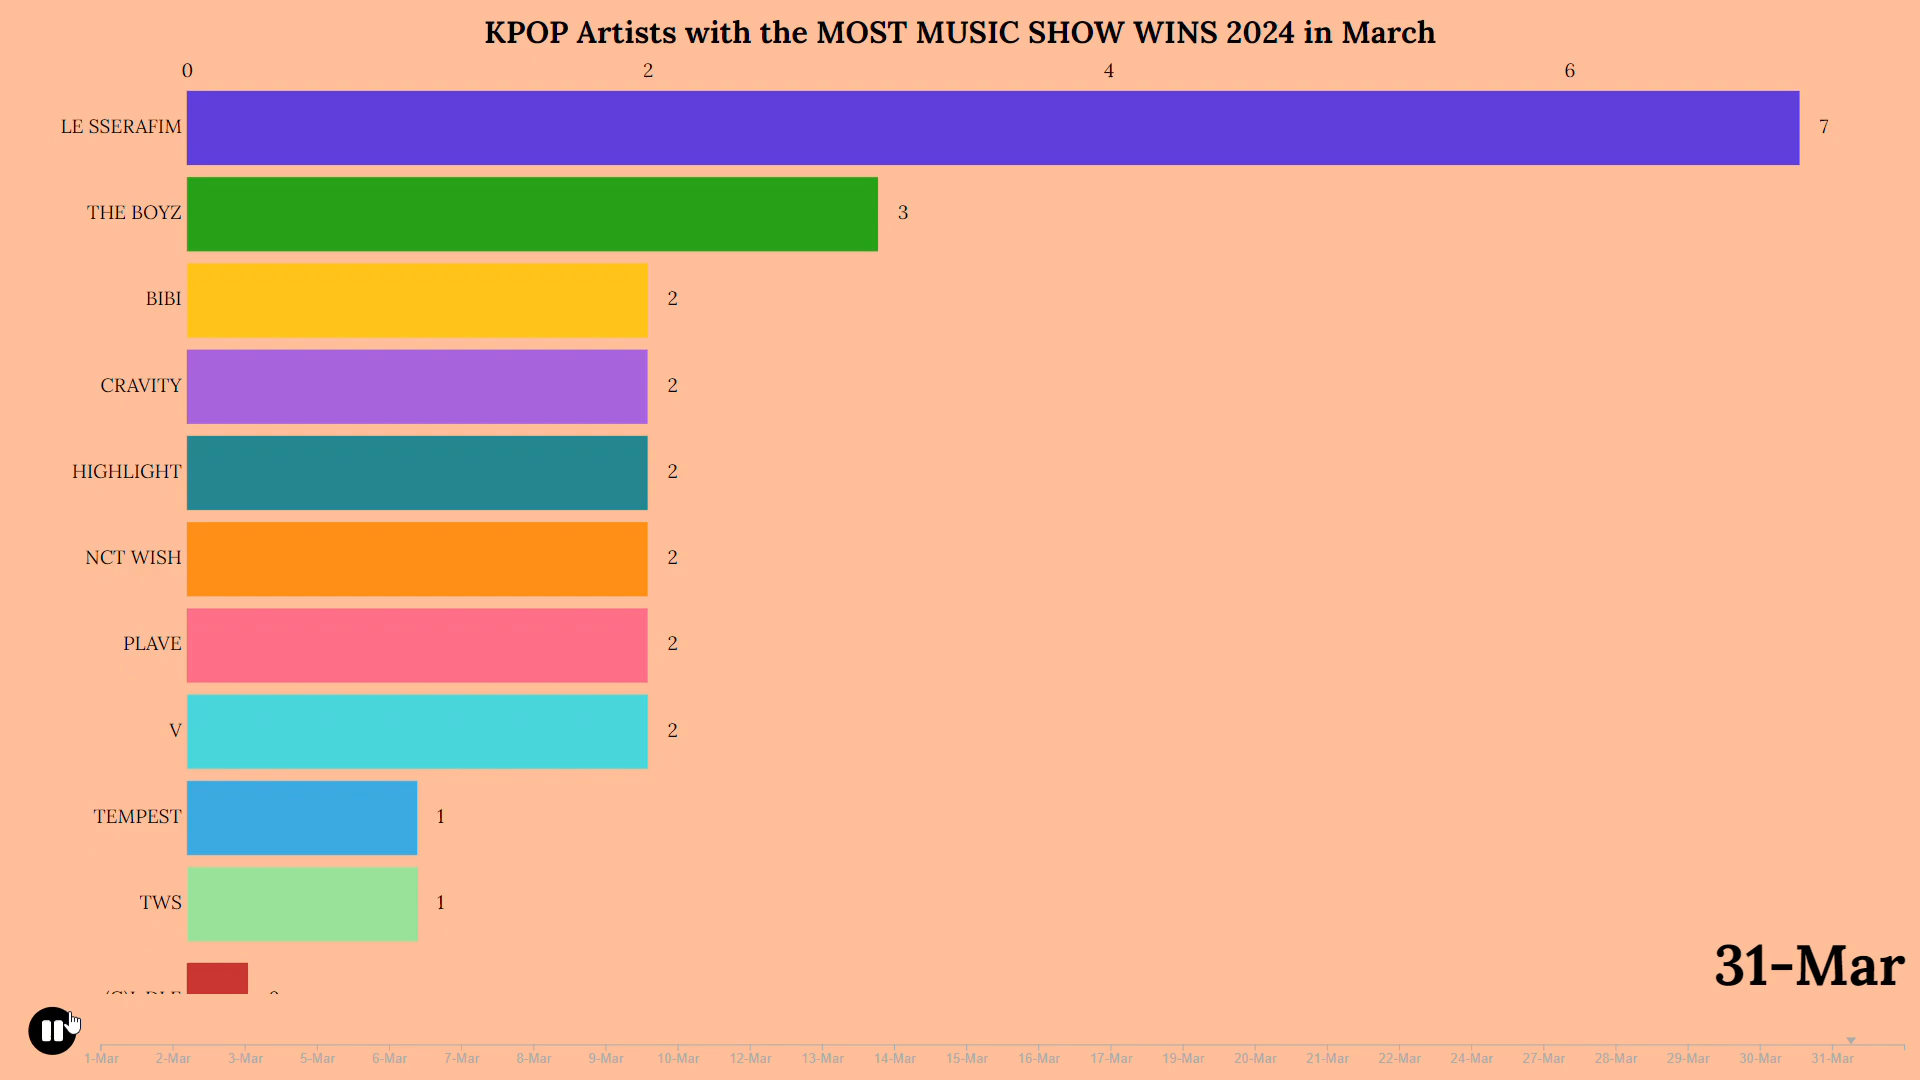 KPOP Artists with the MOST MUSIC SHOW WINS 2024 in March
0 2 4 6
LE SSERAFIM 7
THE BOYZ 3
BIBI 2
CRAVITY 2
HIGHLIGHT 2
NCT WISH 2
PLAVE 2
V 2
TEMPEST 1
TWS 1
31-Mar
1-Mar 2-Mar 3-Mar 5-Mar 6-Mar 7-Mar 8-Mar 9-Mar 10-Mar 12-Mar 13-Mar 14-Mar 15-Mar 16-Mar 17-Mar 19-Mar 20-Mar 21-Mar 22-Mar 24-Mar 27-Mar 28-Mar 29-Mar 30-Mar 31-Mar